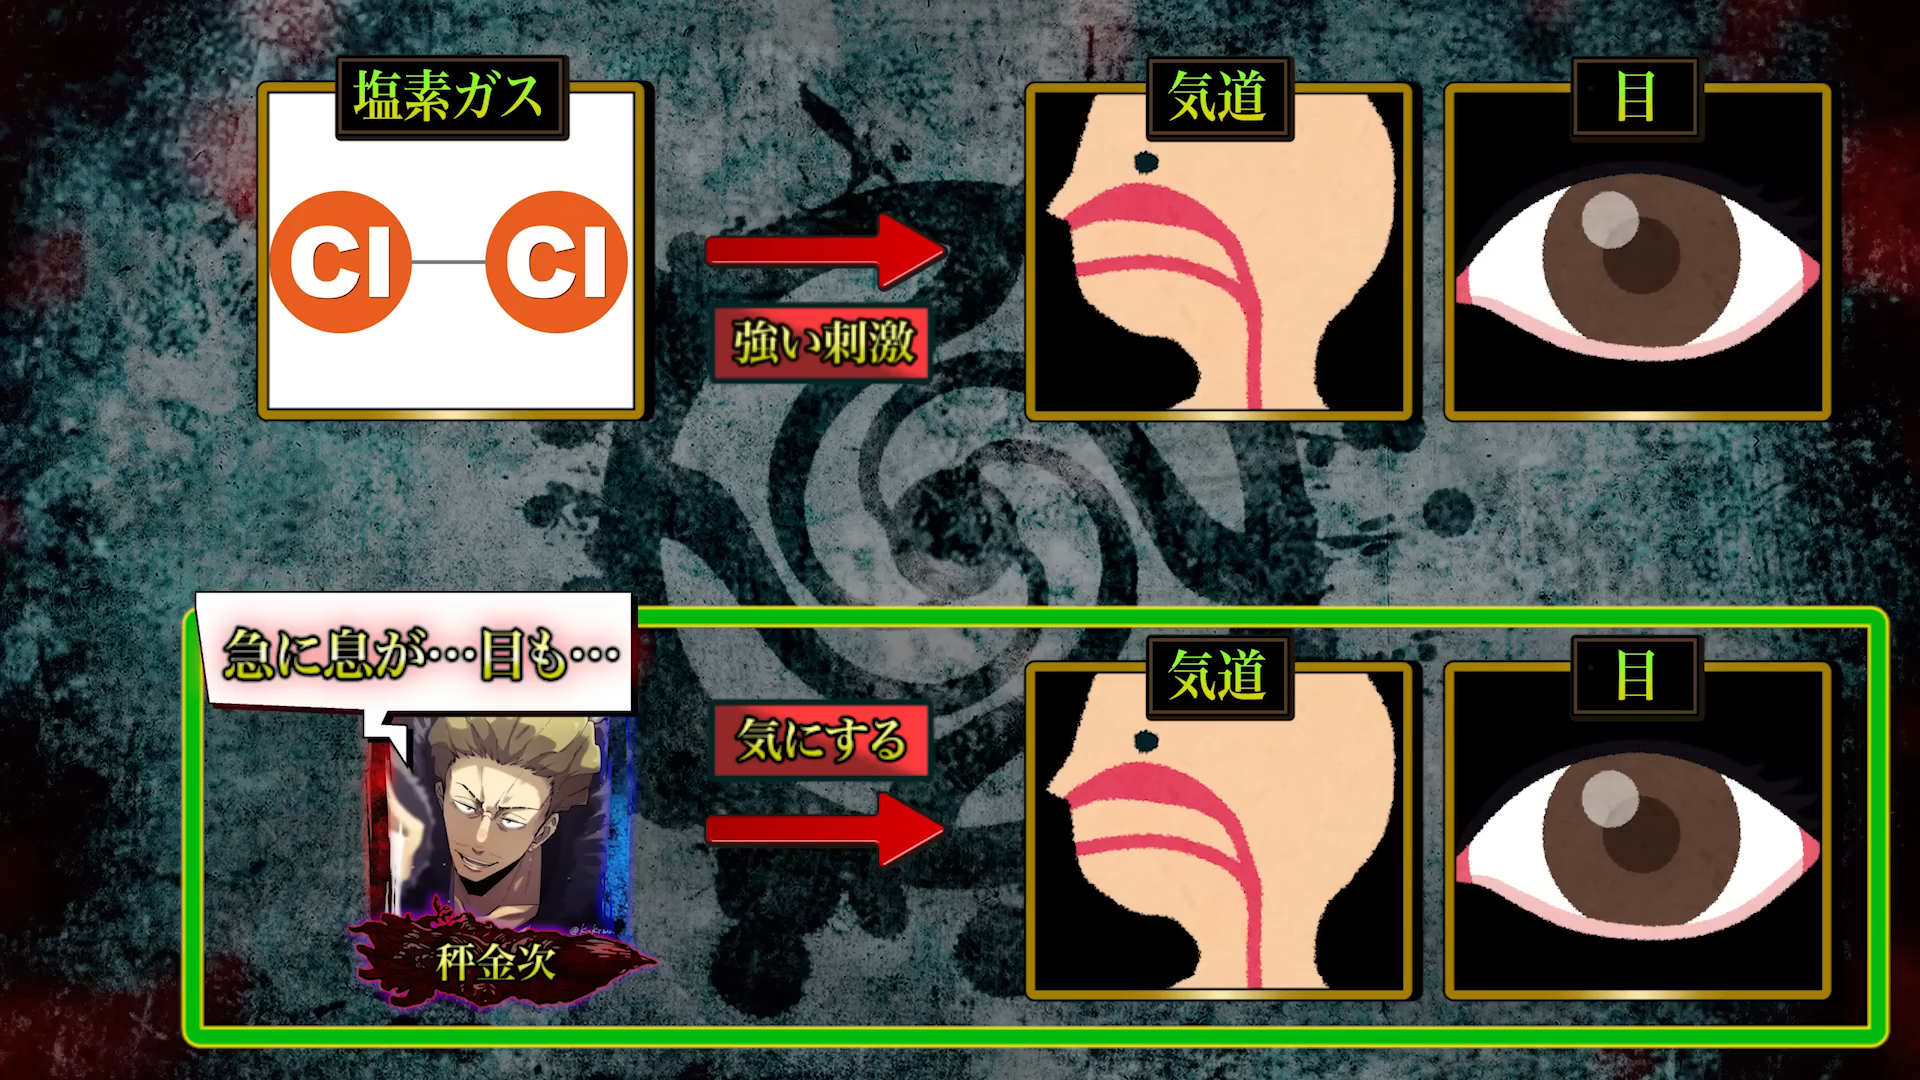 塩素ガス
Cl
Cl
強い刺激
気道
目
急に息が…目も…
秤金次
気にする
気道
目